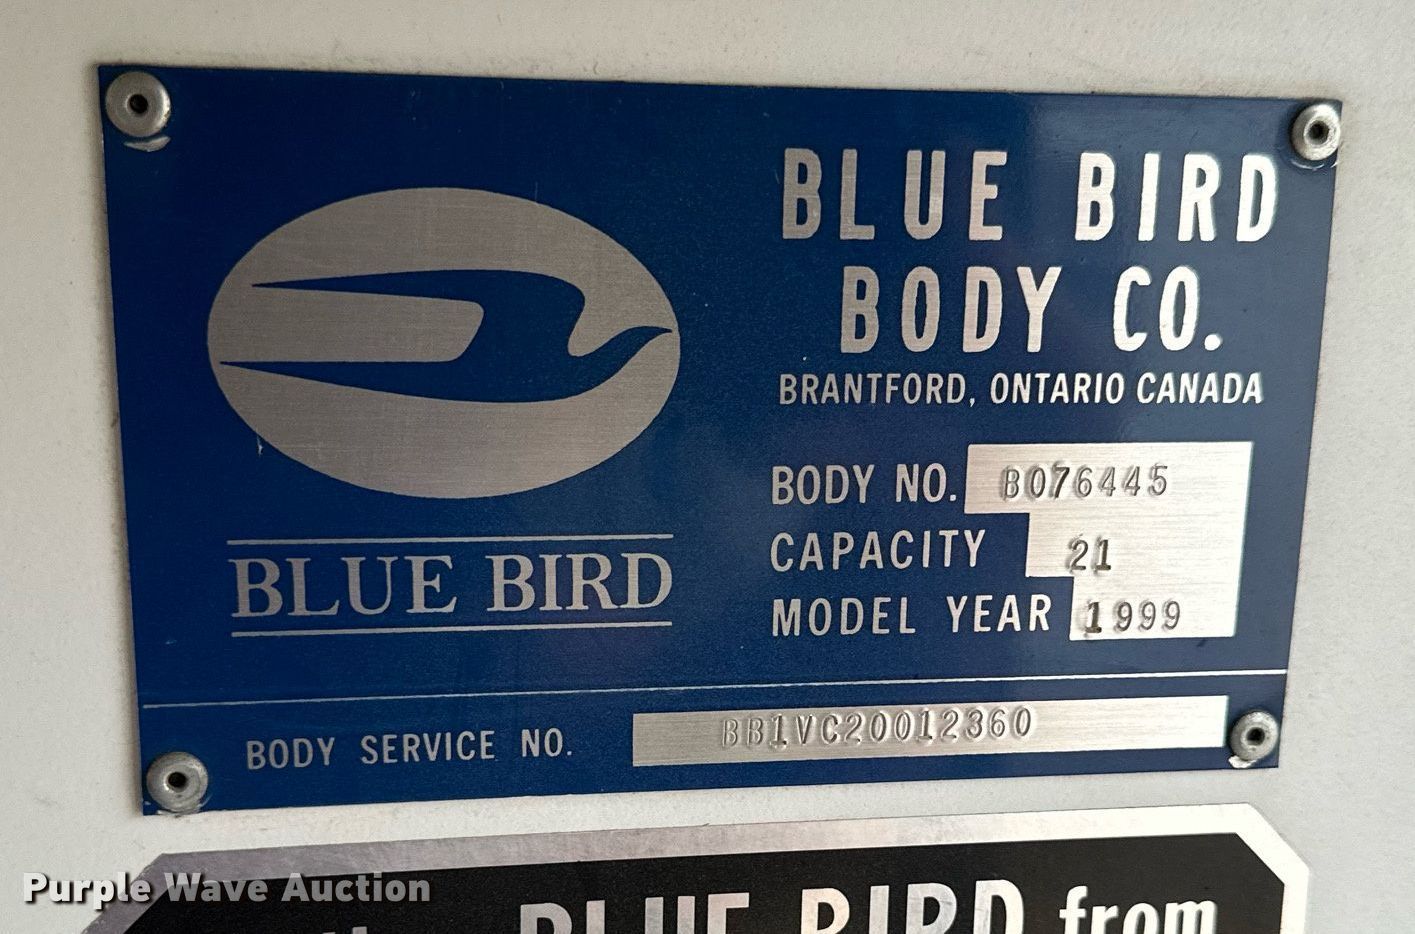 BLUE BIRD
BODY CO.
BRANTFORD, ONTARIO CANADA
BODY NO. B076445
CAPACITY 21
MODEL YEAR 1999
BLUE BIRD
BODY SERVICE NO. BB1VC20012360
BLUE BIRD from
Purple Wave Auction